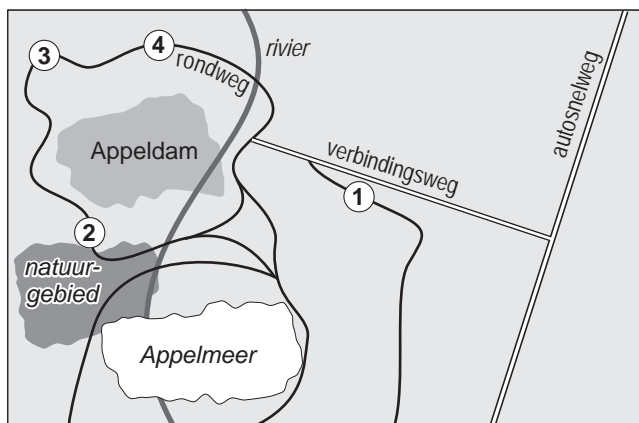 3
4
rondweg
rivier
Appeldam
verbindingsweg
autosnelweg
1
2
natuur-
gebied
Appelmeer